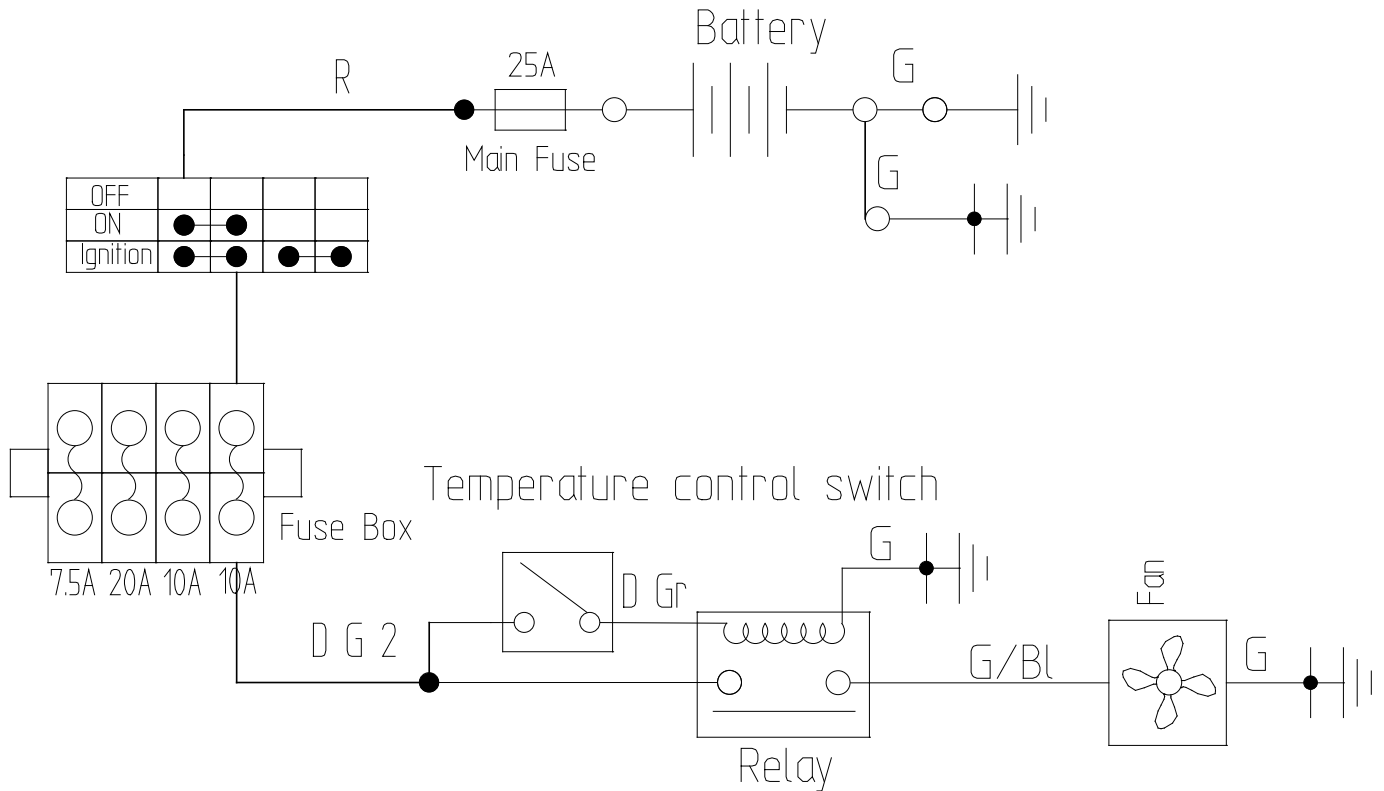 Battery
R
25A
G
Main Fuse
G
OFF
ON
Ignition
Temperature control switch
Fuse Box
7.5A 20A 10A 10A
G
D Gr
Fan
D G 2
G/Bl
G
Relay